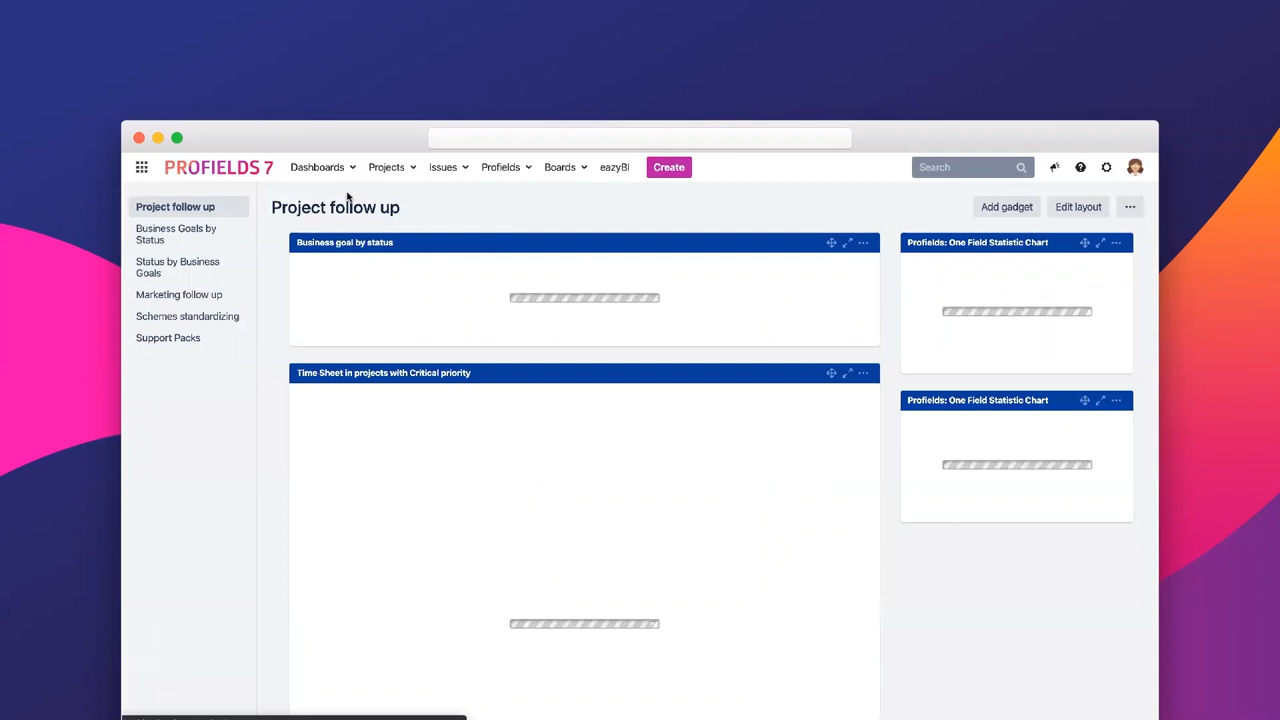 PROFIELDS 7
Dashboards
Projects
Issues
Profields
Boards
eazyBI
Create
Search
Project follow up
Business Goals by
Status
Status by Business
Goals
Marketing follow up
Schemes standardizing
Support Packs
Project follow up
Add gadget
Edit layout
Business goal by status
Time Sheet in projects with Critical priority
Profields: One Field Statistic Chart
Profields: One Field Statistic Chart